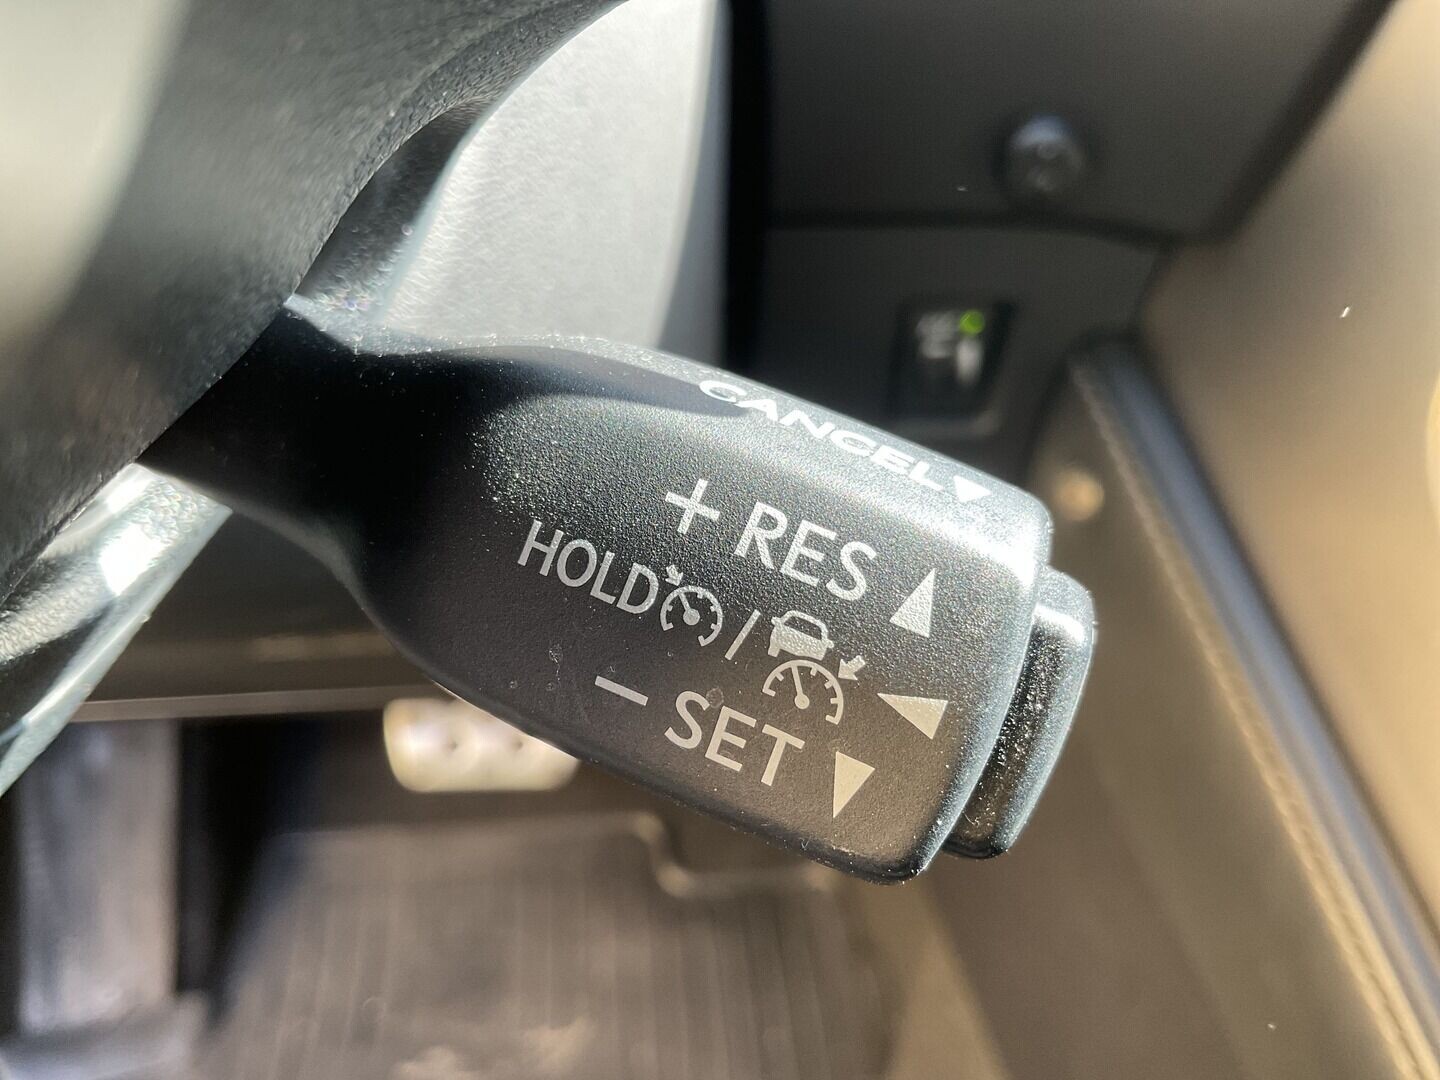 CANCEL
+ RES
HOLD /
− SET